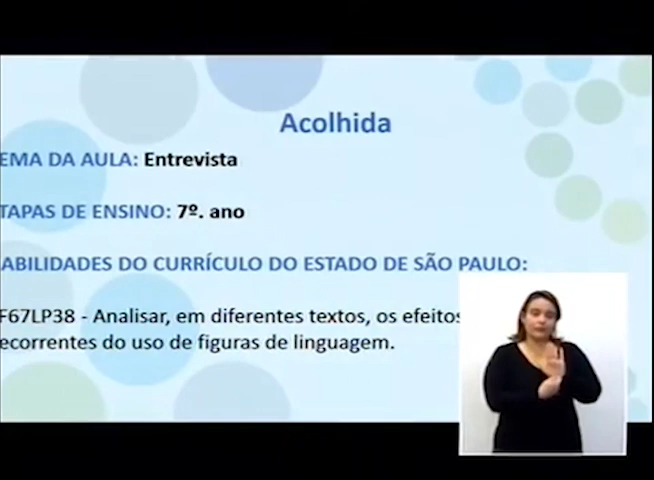 Acolhida
EMA DA AULA: Entrevista
TAPAS DE ENSINO: 7º. ano
ABILIDADES DO CURRÍCULO DO ESTADO DE SÃO PAULO:
F67LP38 - Analisar, em diferentes textos, os efeitos
ecorrentes do uso de figuras de linguagem.